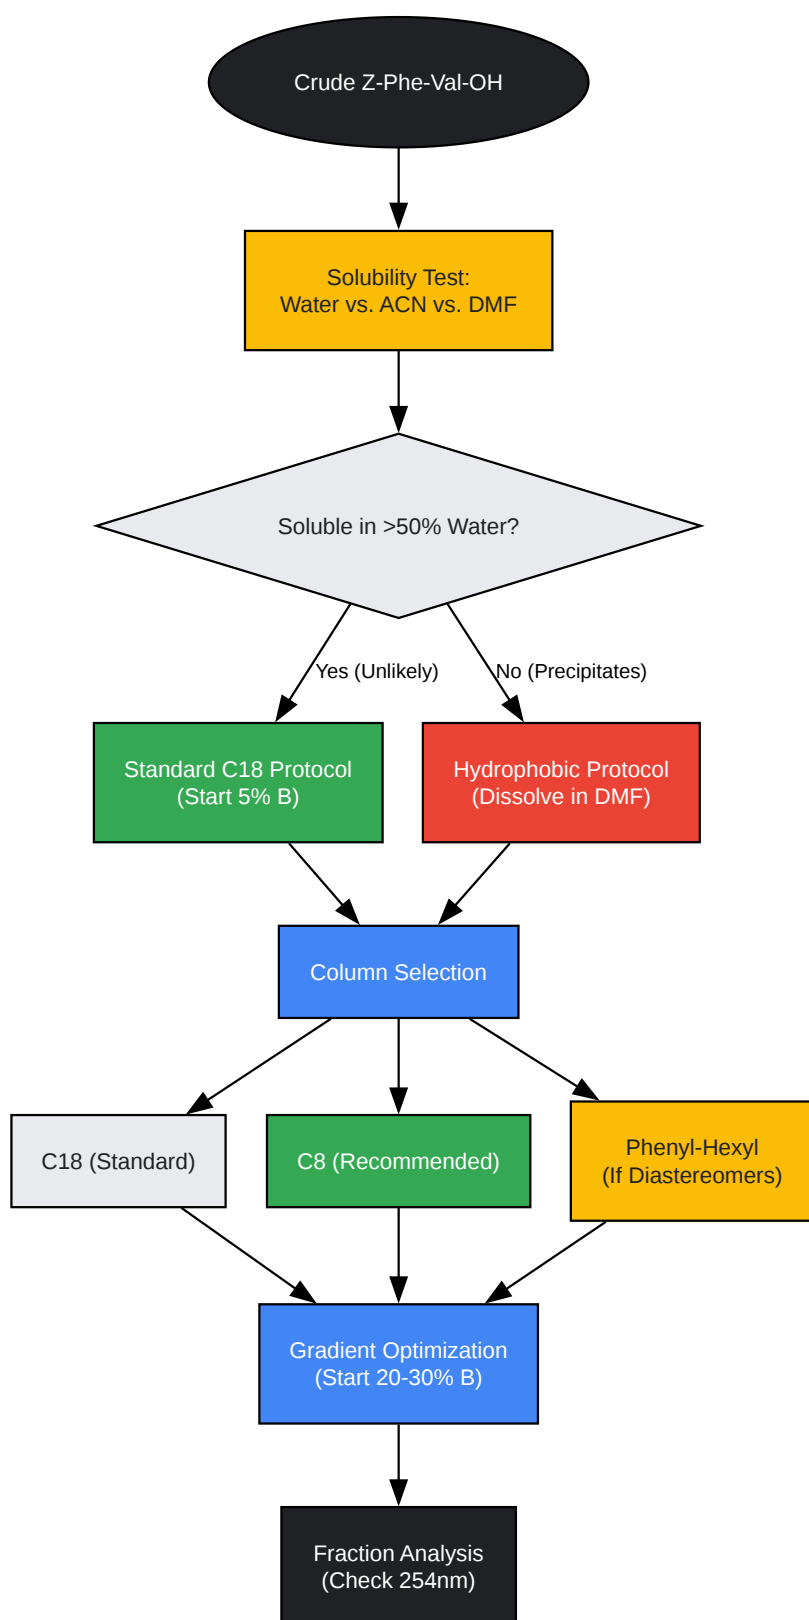 Crude Z-Phe-Val-OH
Solubility Test:
Water vs. ACN vs. DMF
Soluble in >50% Water?
Yes (Unlikely)
No (Precipitates)
Standard C18 Protocol
(Start 5% B)
Hydrophobic Protocol
(Dissolve in DMF)
Column Selection
C18 (Standard)
C8 (Recommended)
Phenyl-Hexyl
(If Diastereomers)
Gradient Optimization
(Start 20-30% B)
Fraction Analysis
(Check 254nm)